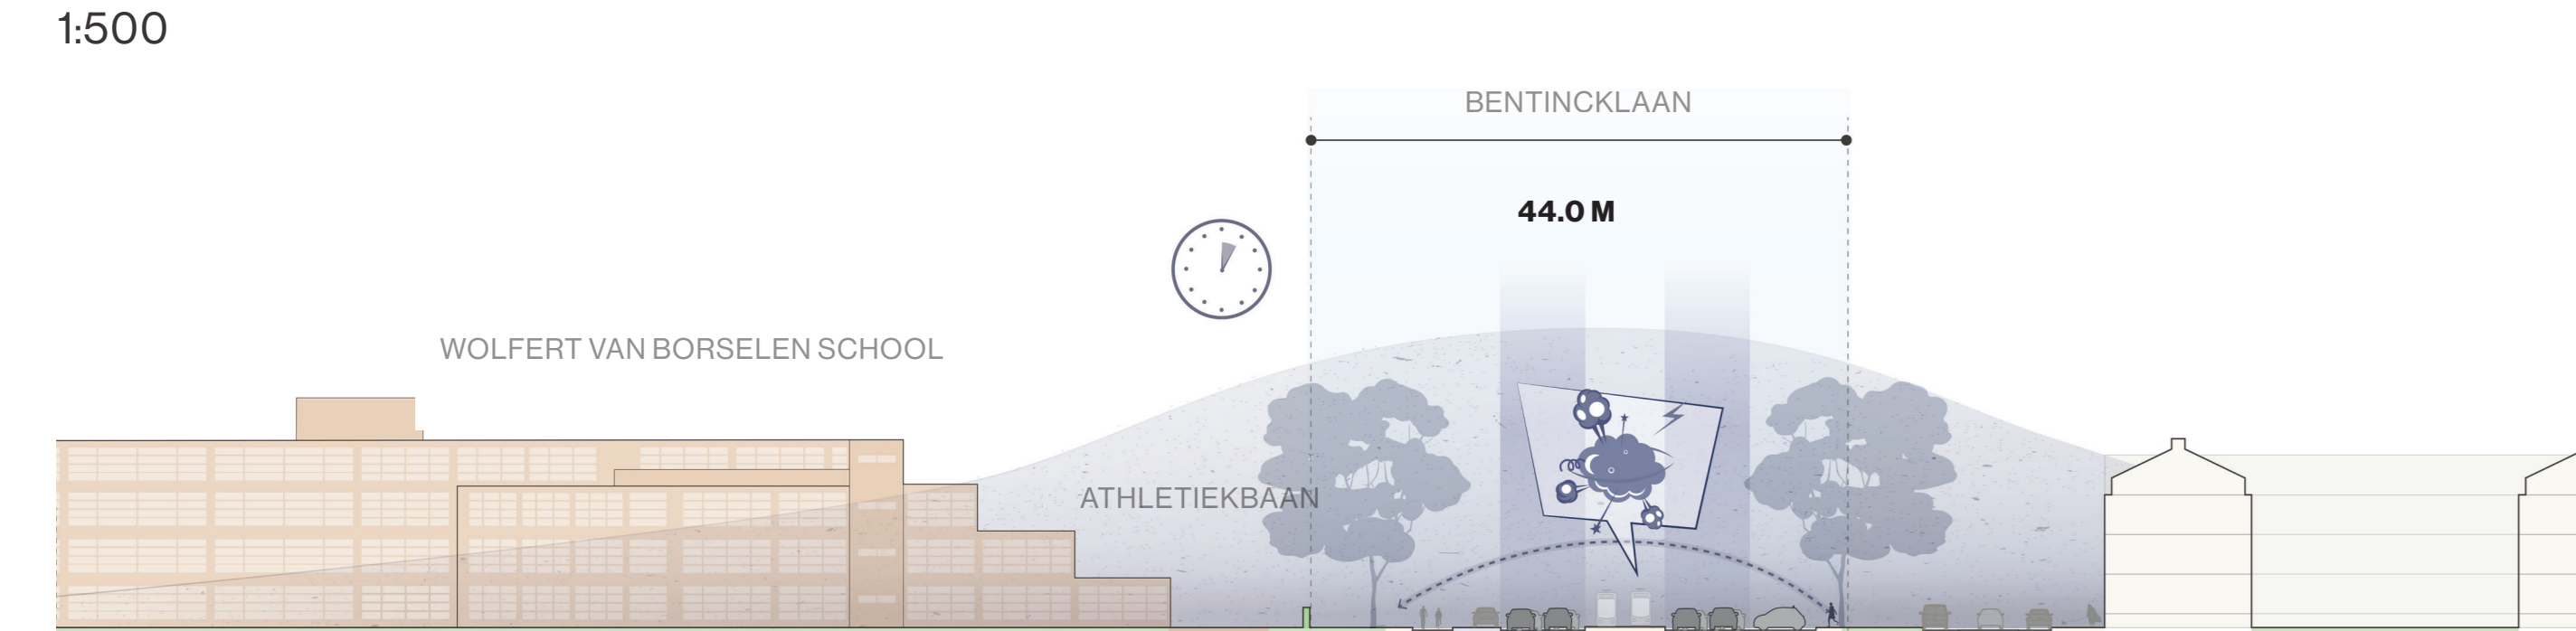 1:500
BENTINCKLAAN
44.0 M
WOLFERT VAN BORSELEN SCHOOL
ATHLETIEKBAAN